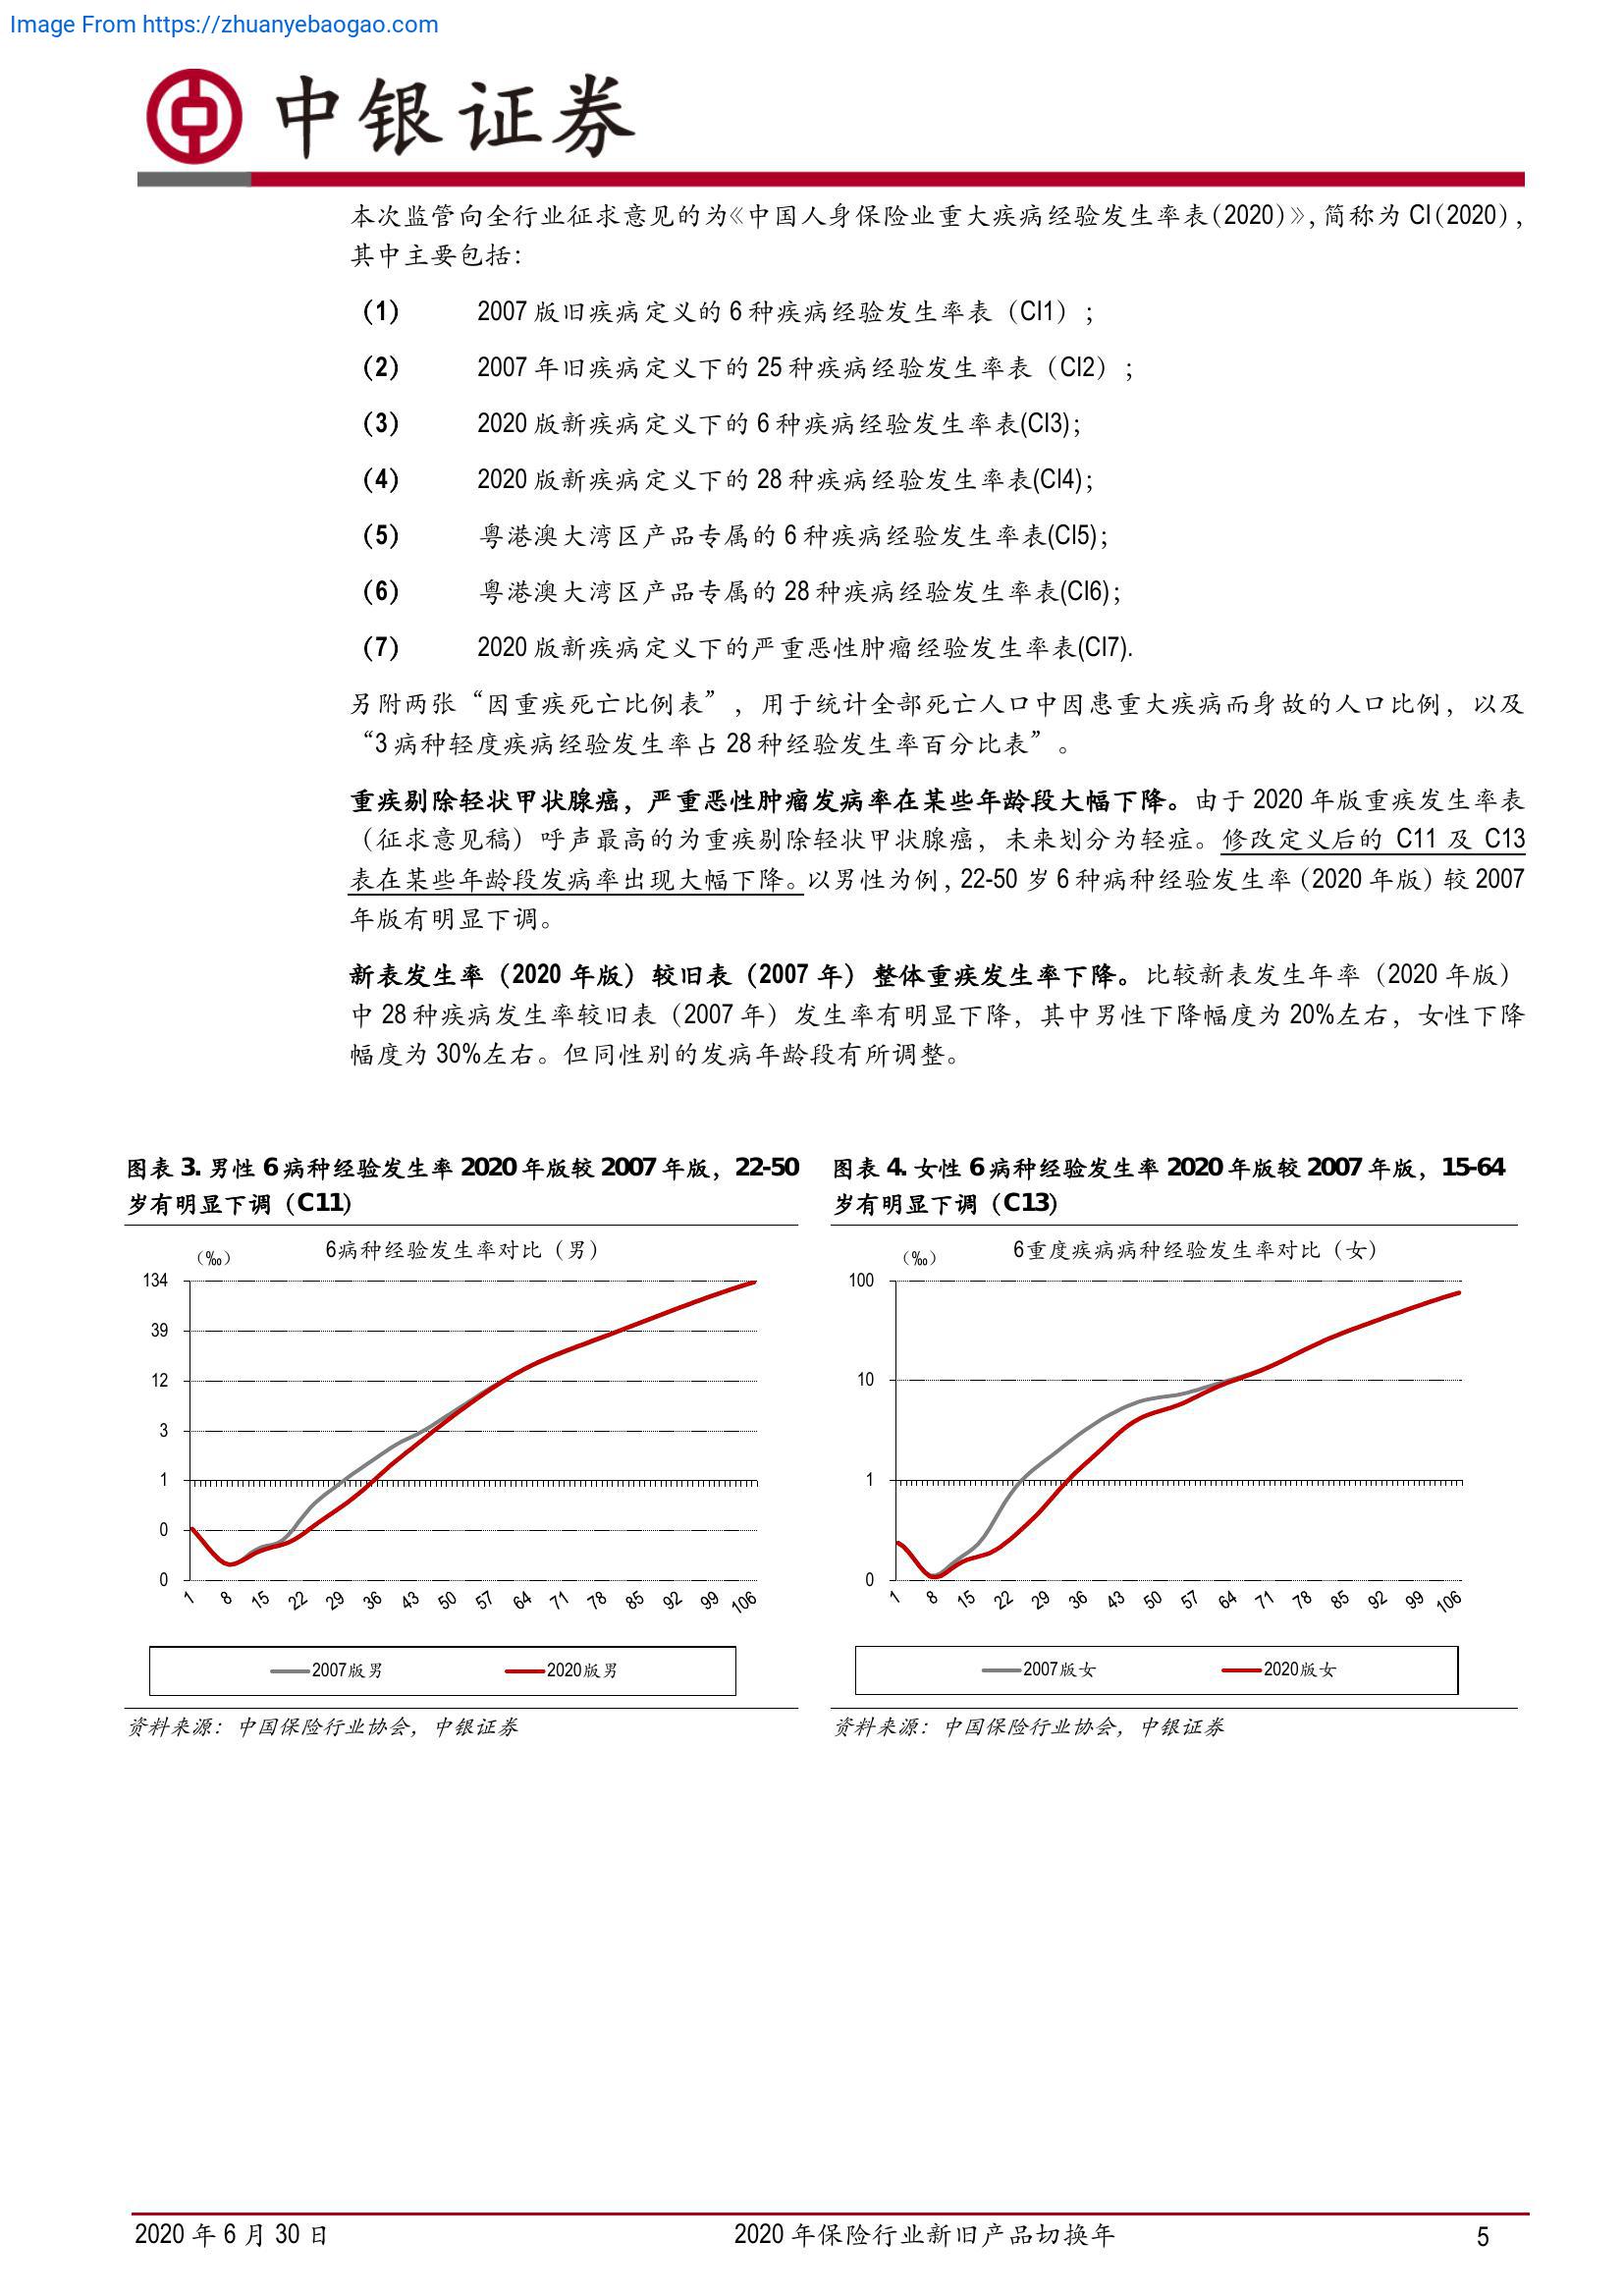 Image From https://zhuanyebaogao.com
中银证券
本次监管向全行业征求意见的为《中国人身保险业重大疾病经验发生率表（2020）》，简称为 CI（2020），
其中主要包括：
（1） 2007 版旧疾病定义的 6 种疾病经验发生率表（CI1）；
（2） 2007 年旧疾病定义下的 25 种疾病经验发生率表（CI2）；
（3） 2020 版新疾病定义下的 6 种疾病经验发生率表(CI3)；
（4） 2020 版新疾病定义下的 28 种疾病经验发生率表(CI4)；
（5） 粤港澳大湾区产品专属的 6 种疾病经验发生率表(CI5)；
（6） 粤港澳大湾区产品专属的 28 种疾病经验发生率表(CI6)；
（7） 2020 版新疾病定义下的严重恶性肿瘤经验发生率表(CI7).
另附两张“因重疾死亡比例表”，用于统计全部死亡人口中因患重大疾病而身故的人口比例，以及
“3 病种轻度疾病经验发生率占 28 种经验发生率百分比表”。
重疾剔除轻状甲状腺癌，严重恶性肿瘤发病率在某些年龄段大幅下降。由于 2020 年版重疾发生率表
（征求意见稿）呼声最高的为重疾剔除轻状甲状腺癌，未来划分为轻症。修改定义后的 C11 及 C13
表在某些年龄段发病率出现大幅下降。以男性为例，22-50 岁 6 种病种经验发生率（2020 年版）较 2007
年版有明显下调。
新表发生率（2020 年版）较旧表（2007 年）整体重疾发生率下降。比较新表发生年率（2020 年版）
中 28 种疾病发生率较旧表（2007 年）发生率有明显下降，其中男性下降幅度为 20%左右，女性下降
幅度为 30%左右。但同性别的发病年龄段有所调整。
图表 3. 男性 6 病种经验发生率 2020 年版较 2007 年版，22-50
岁有明显下调（C11）
（‰） 6病种经验发生率对比（男）
134
39
12
3
1
0
0
1 8 15 22 29 36 43 50 57 64 71 78 85 92 99 106
2007版男 2020版男
资料来源：中国保险行业协会，中银证券
图表 4. 女性 6 病种经验发生率 2020 年版较 2007 年版，15-64
岁有明显下调（C13）
（‰） 6重度疾病病种经验发生率对比（女）
100
10
1
0
1 8 15 22 29 36 43 50 57 64 71 78 85 92 99 106
2007版女 2020版女
资料来源：中国保险行业协会，中银证券
2020 年 6 月 30 日 2020 年保险行业新旧产品切换年 5